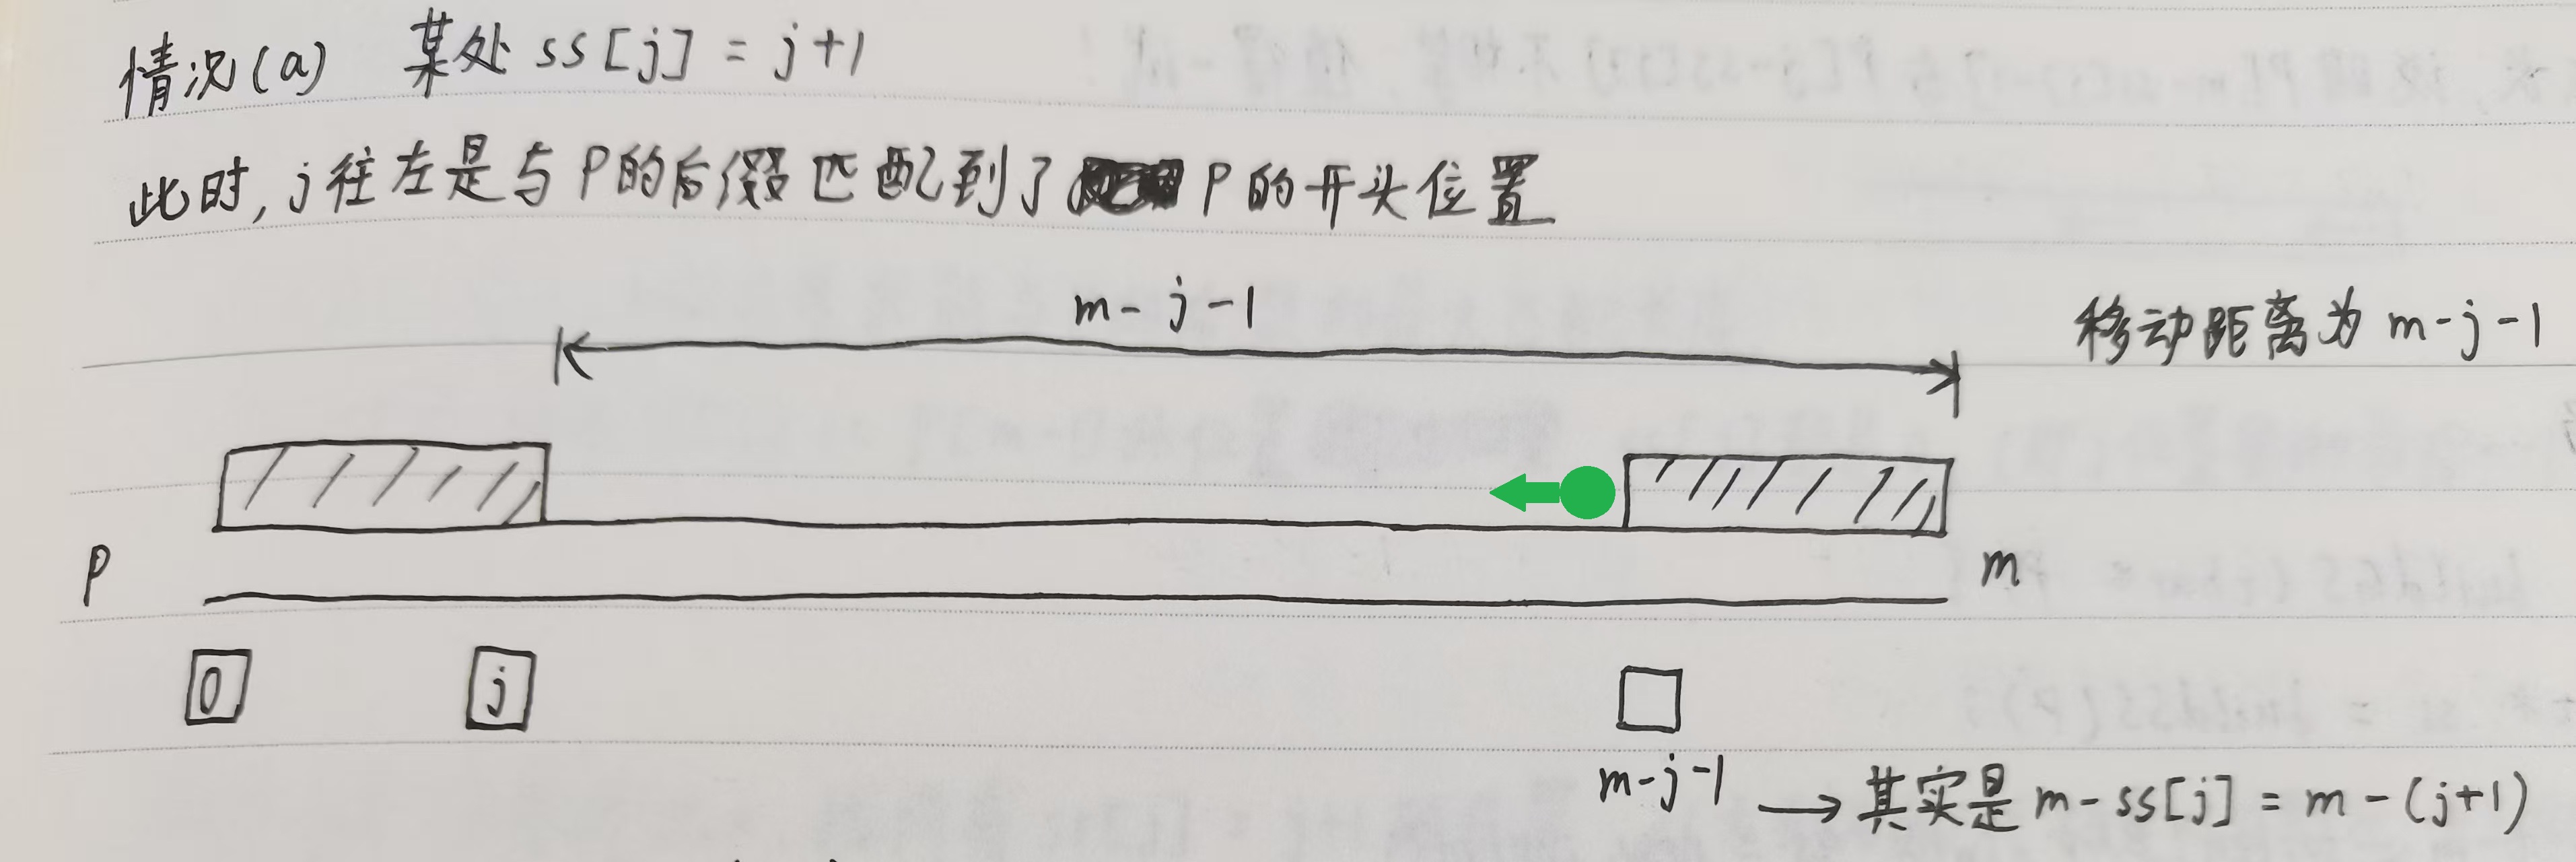 情况(a) 某处 ss[j] = j+1
此时, j往左是与P的后缀匹配到了 P的开头位置
m-j-1
移动距离为 m-j-1
P
m
0
j
m-j-1 → 其实是 m-ss[j] = m-(j+1)